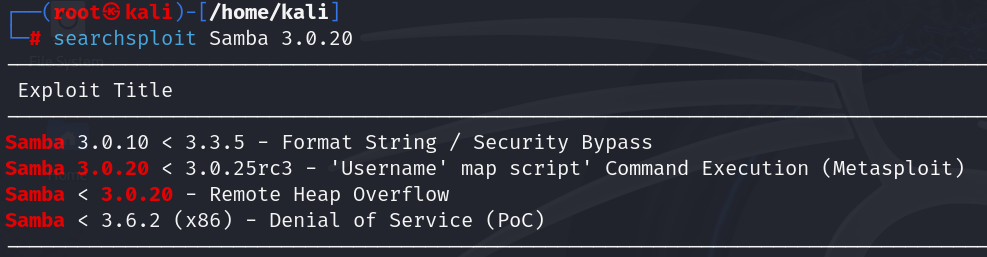 ┌──(root㉿kali)-[/home/kali]
└─# searchsploit Samba 3.0.20
Exploit Title
Samba 3.0.10 < 3.3.5 - Format String / Security Bypass
Samba 3.0.20 < 3.0.25rc3 - 'Username' map script' Command Execution (Metasploit)
Samba < 3.0.20 - Remote Heap Overflow
Samba < 3.6.2 (x86) - Denial of Service (PoC)